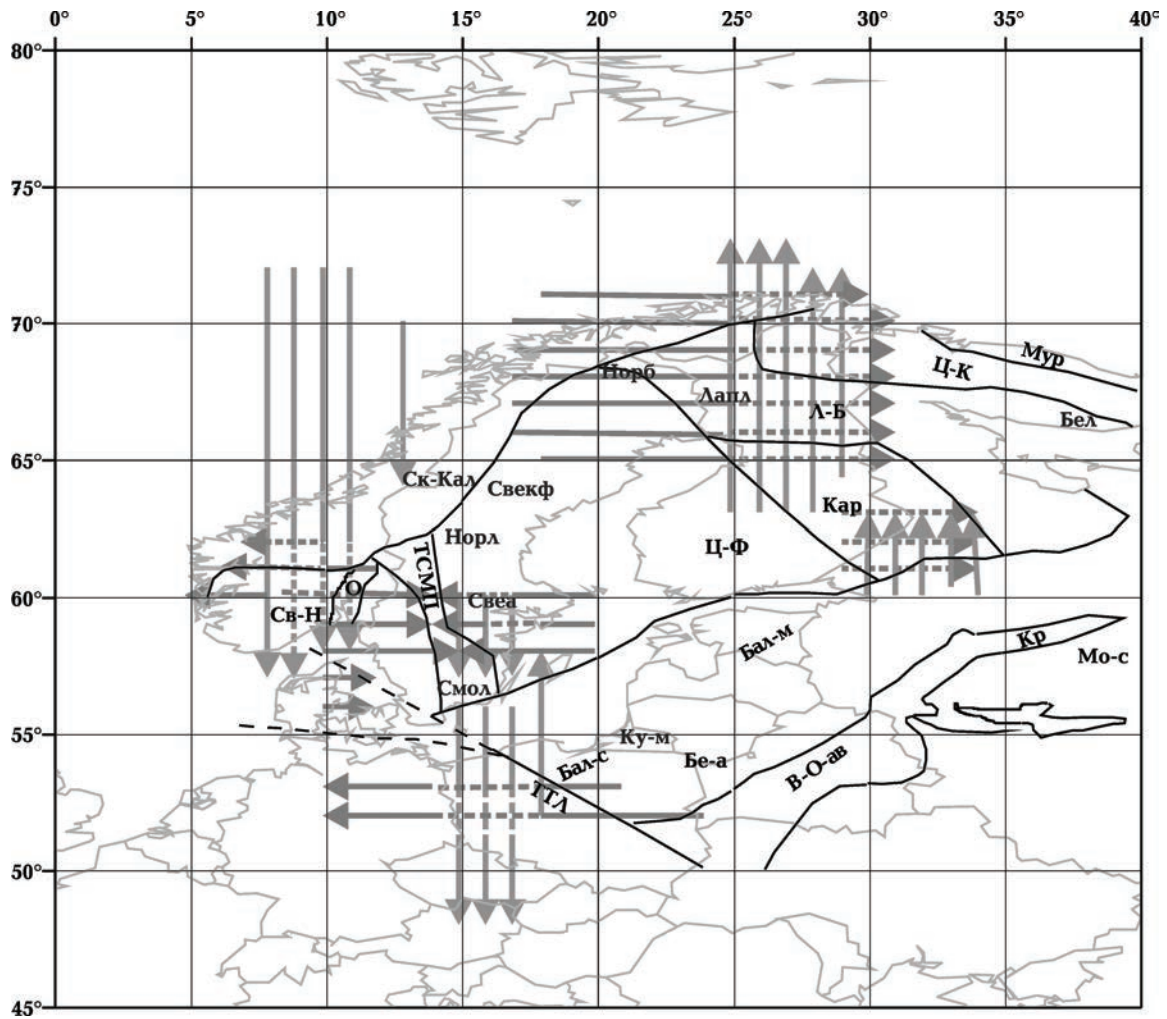 0° 5° 10° 15° 20° 25° 30° 35° 40°
80°
75°
70°
Мур
Ц-К
Норб
Лапл
Л-Б
Бел
65°
Ск-Кал
Свекф
Кар
Норл
Ц-Ф
ТСМП
О
60°
Св-Н
Свеа
Бал-м
Кр
Мо-с
Смол
55°
Ку-м
Бал-с
Бе-а
В-О-ав
ТТЛ
50°
45°